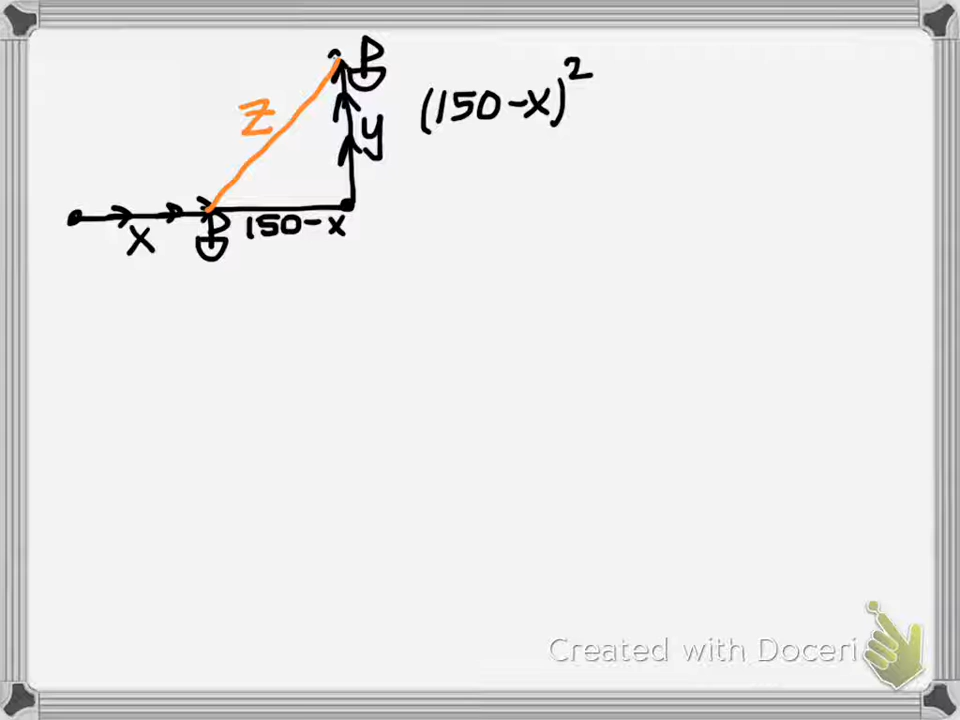 Z
y
(150-x)²
x
150-x
Created with Doceri